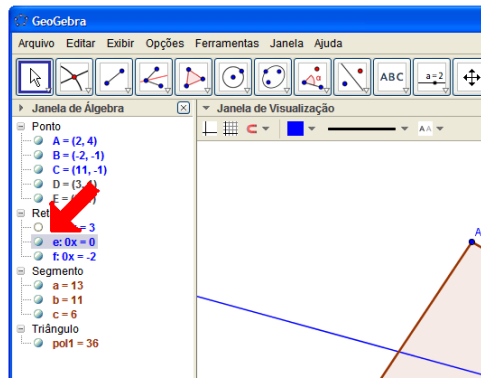 GeoGebra
Arquivo Editar Exibir Opções Ferramentas Janela Ajuda
α ABC a=2
Janela de Álgebra
Janela de Visualização
AA
Ponto
A = (2, 4)
B = (-2, -1)
C = (11, -1)
D = (3,
E =
= 3
e: 0x = 0
f: 0x = -2
Segmento
a = 13
b = 11
c = 6
Triângulo
pol1 = 36
A